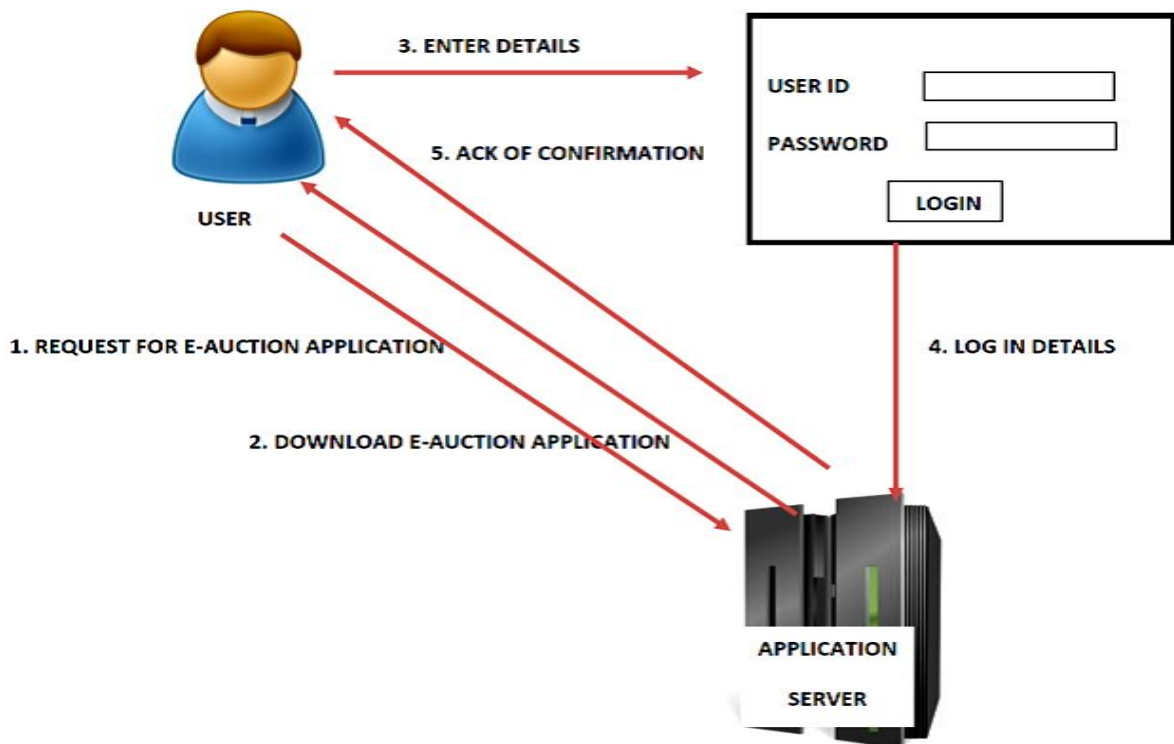 3. ENTER DETAILS
USER ID
PASSWORD
5. ACK OF CONFIRMATION
LOGIN
USER
1. REQUEST FOR E-AUCTION APPLICATION
4. LOG IN DETAILS
2. DOWNLOAD E-AUCTION APPLICATION
APPLICATION
SERVER